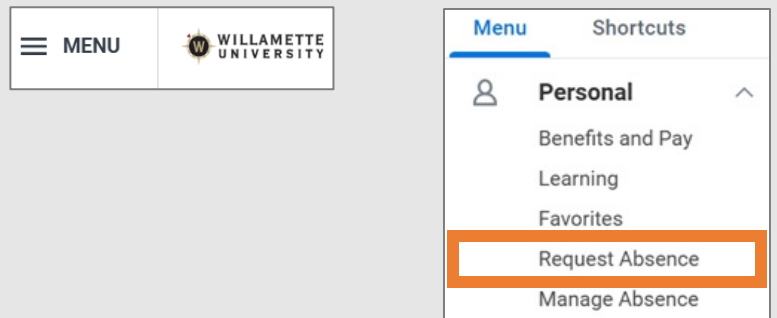 MENU
WILLAMETTE
UNIVERSITY
Menu Shortcuts
Personal
Benefits and Pay
Learning
Favorites
Request Absence
Manage Absence